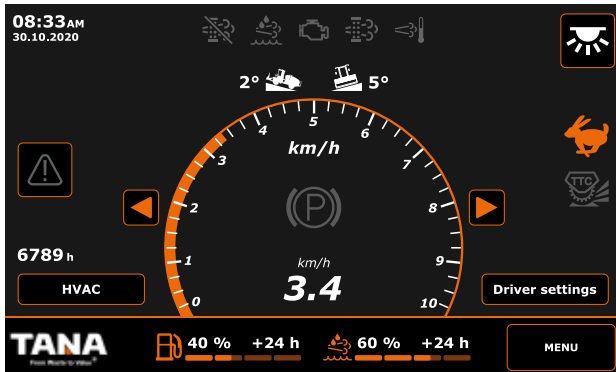 08:33AM
30.10.2020
2°
5°
0
1
2
3
4
5
6
7
8
9
10
km/h
P
TTC
km/h
3.4
6789 h
HVAC
Driver settings
TANA
From Waste to Value®
40 % +24 h
60 % +24 h
MENU